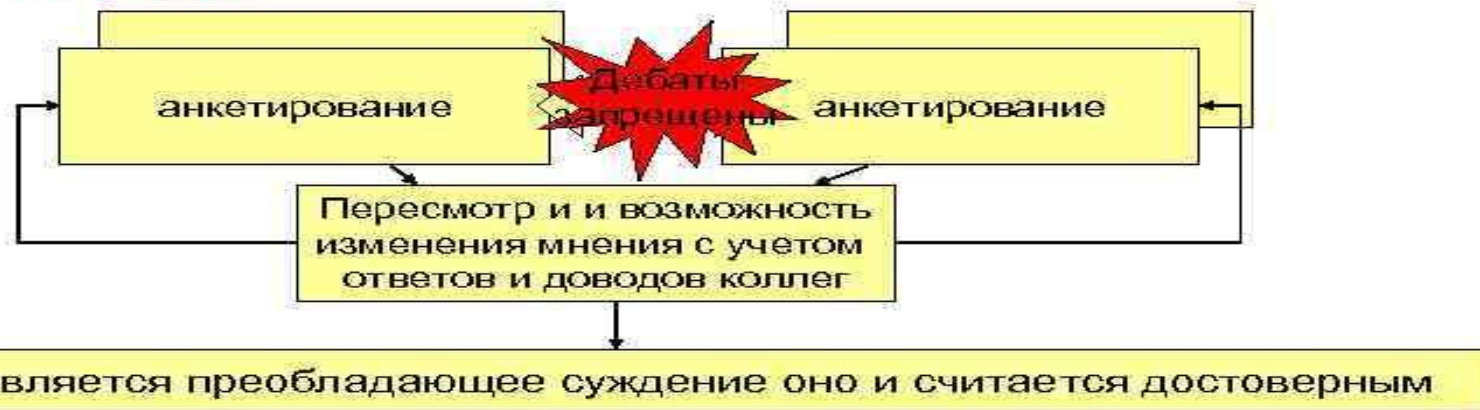 Дебаты
запрещены
анкетирование
анкетирование
Пересмотр и и возможность
изменения мнения с учетом
ответов и доводов коллег
вляется преобладающее суждение оно и считается достоверным